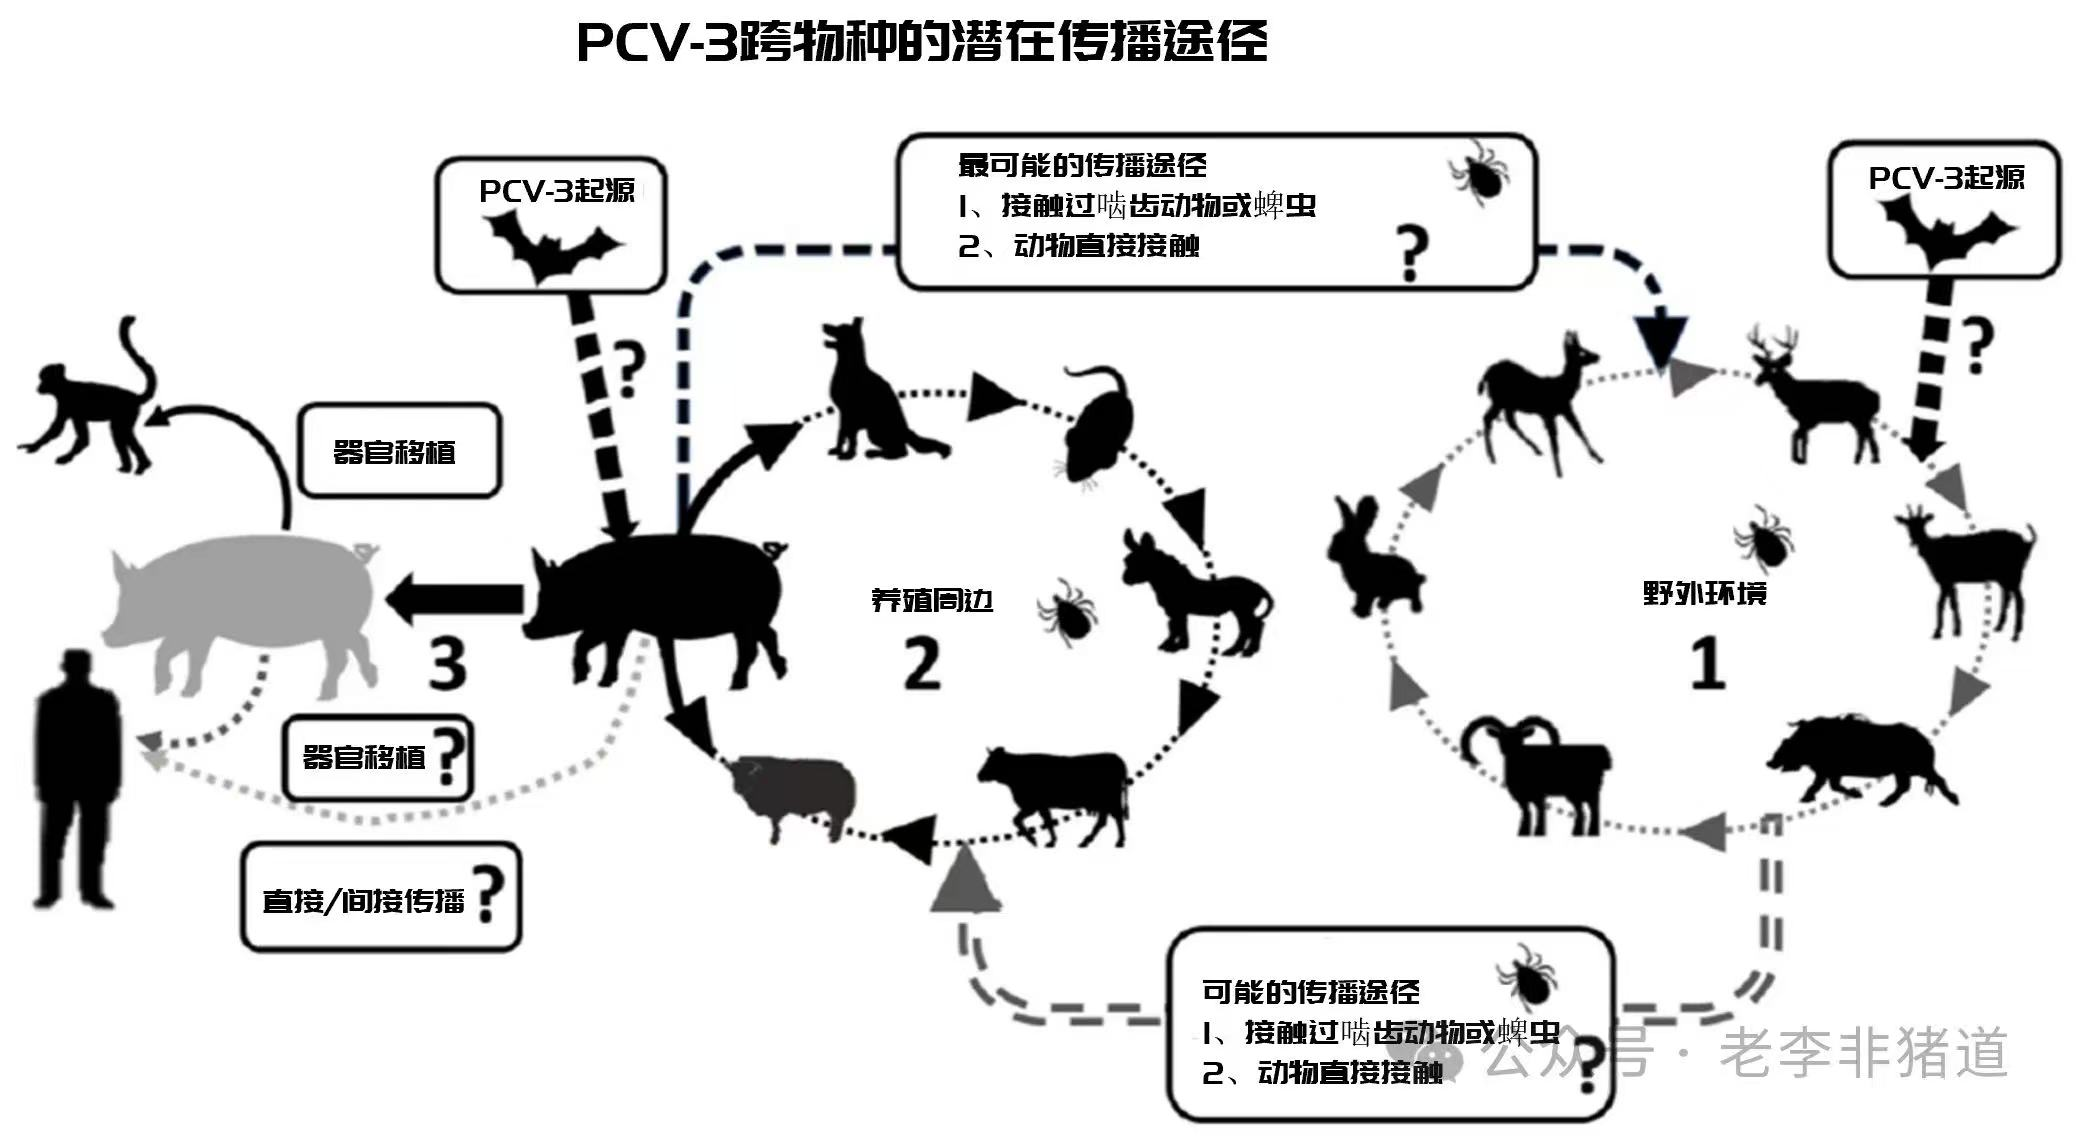 PCV-3跨物种的潜在传播途径
PCV-3起源
最可能的传播途径
1、接触过啮齿动物或蜱虫
2、动物直接接触
?
PCV-3起源
?
?
器官移植
养殖周边
2
野外环境
1
3
器官移植?
直接/间接传播?
可能的传播途径
1、接触过啮齿动物或蜱虫
2、动物直接接触
?
公众号·老李非猪道